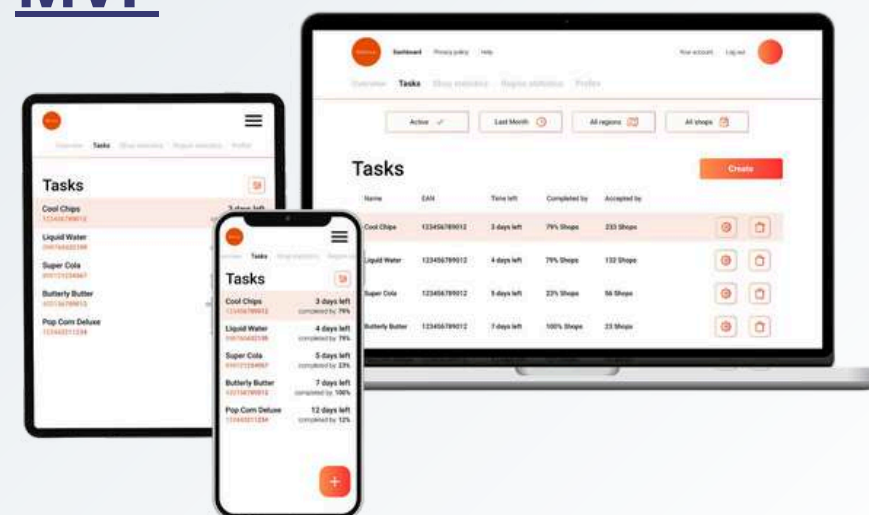 MVP
Dashboard Privacy policy Help Your account Log out
Overview Tasks Shop statistics Region statistics Profile
Active Last Month All regions All shops
Tasks
Create
Name EAN Time left Completed by Accepted by
Cool Chips 123456789012 3 days left 79% Shops 233 Shops
Liquid Water 123456789012 4 days left 79% Shops 132 Shops
Super Cola 123456789012 5 days left 23% Shops 56 Shops
Butterly Butter 123456789012 7 days left 100% Shops 23 Shops
Tasks
Tasks
Cool Chips 3 days left
123456789012
Liquid Water
Super Cola
Butterly Butter
Pop Corn Deluxe
Tasks
Tasks
Cool Chips 3 days left
123456789012 completed by 79%
Liquid Water 4 days left
completed by 79%
Super Cola 5 days left
completed by 23%
Butterly Butter 7 days left
completed by 100%
Pop Corn Deluxe 12 days left
completed by 12%
+